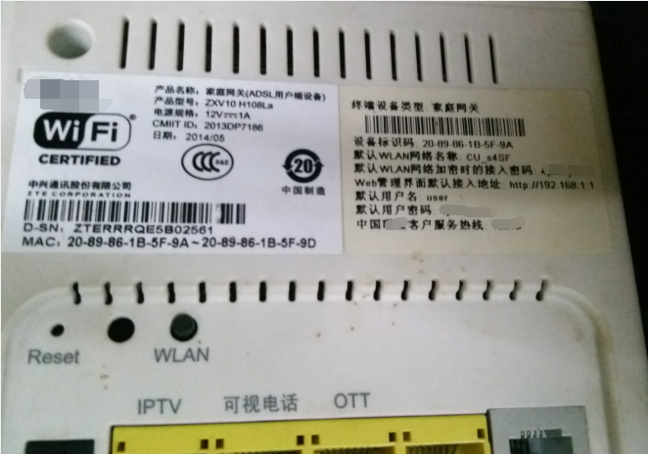 产品名称: 家庭网关(ADSL用户端设备)
产品型号: ZXV10 H108La
电源规格: 12V⎓1A
CMIIT ID: 2013DP7186
日期: 2014/05
Wi Fi
CERTIFIED
CCC S&E
20
中国制造
中兴通讯股份有限公司
ZTE CORPORATION
D-SN: ZTERRRQE5B02561
MAC: 20-89-86-1B-5F-9A~20-89-86-1B-5F-9D
终端设备类型: 家庭网关
设备标识码: 20-89-86-1B-5F-9A
默认WLAN网络名称 CU_s4SF
默认WLAN网络加密时的接入密码:
Web管理界面默认接入地址: http://192.168.1.1
默认用户名: user
默认用户密码:
中国 客户服务热线
Reset
WLAN
IPTV
可视电话
OTT